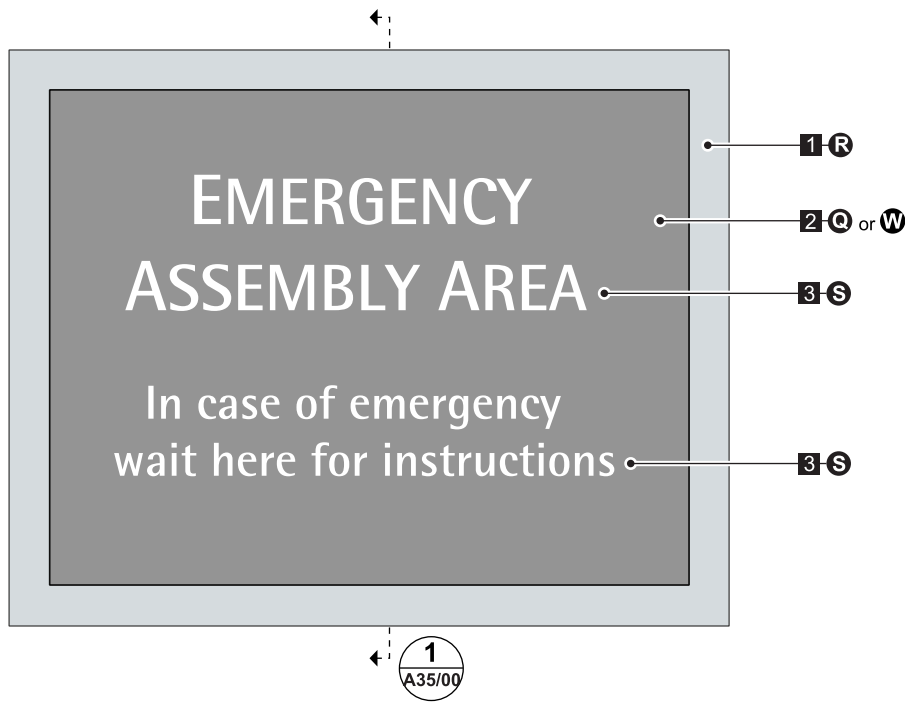 EMERGENCY
ASSEMBLY AREA
In case of emergency
wait here for instructions
1 R
2 Q or W
3 S
3 S
1
A35/00